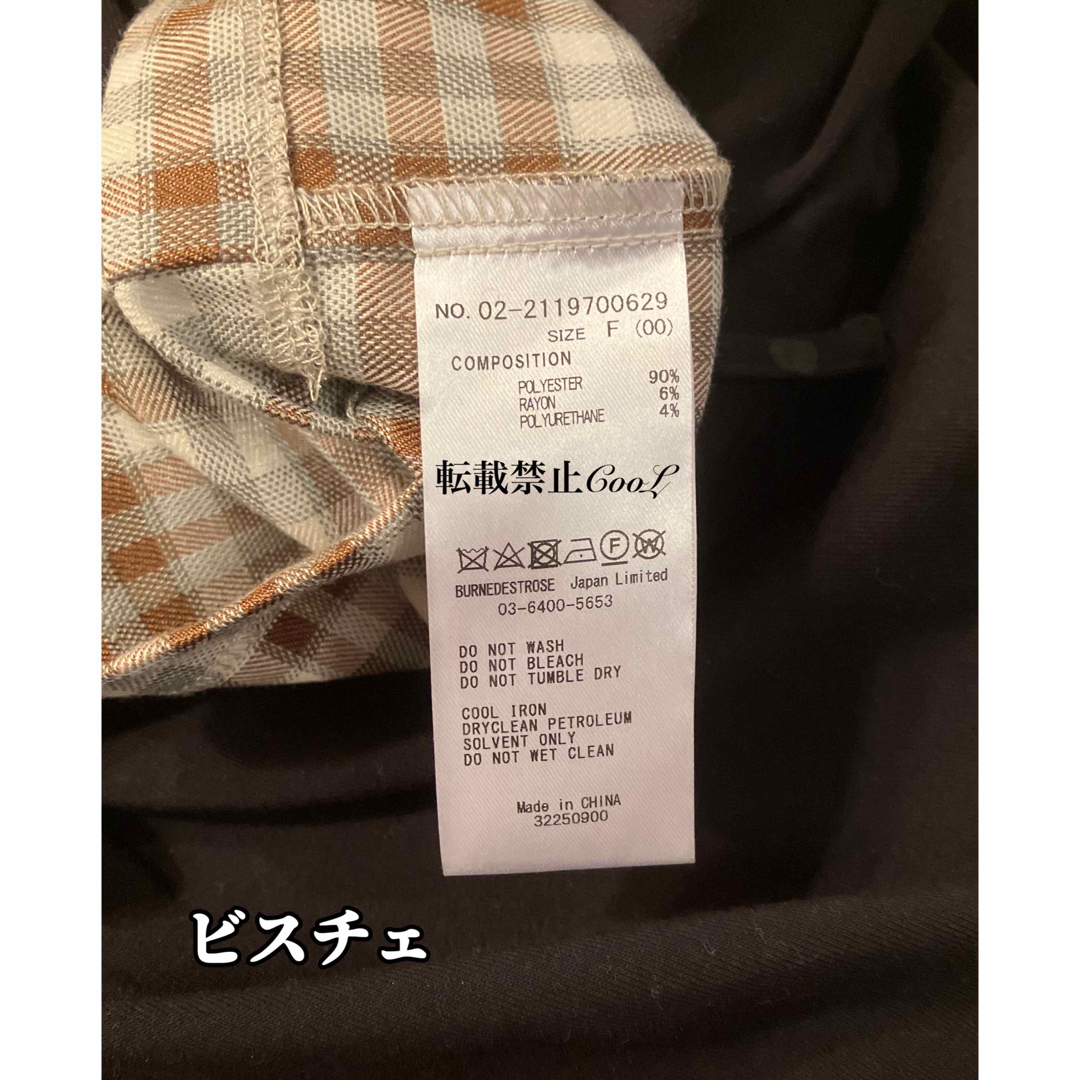 NO. 02-2119700629
SIZE F (00)
COMPOSITION
POLYESTER 90%
RAYON 6%
POLYURETHANE 4%
転載禁止CooL
F W
BURNEDESTROSE Japan Limited
03-6400-5653
DO NOT WASH
DO NOT BLEACH
DO NOT TUMBLE DRY
COOL IRON
DRYCLEAN PETROLEUM
SOLVENT ONLY
DO NOT WET CLEAN
Made in CHINA
32250900
ビスチェ